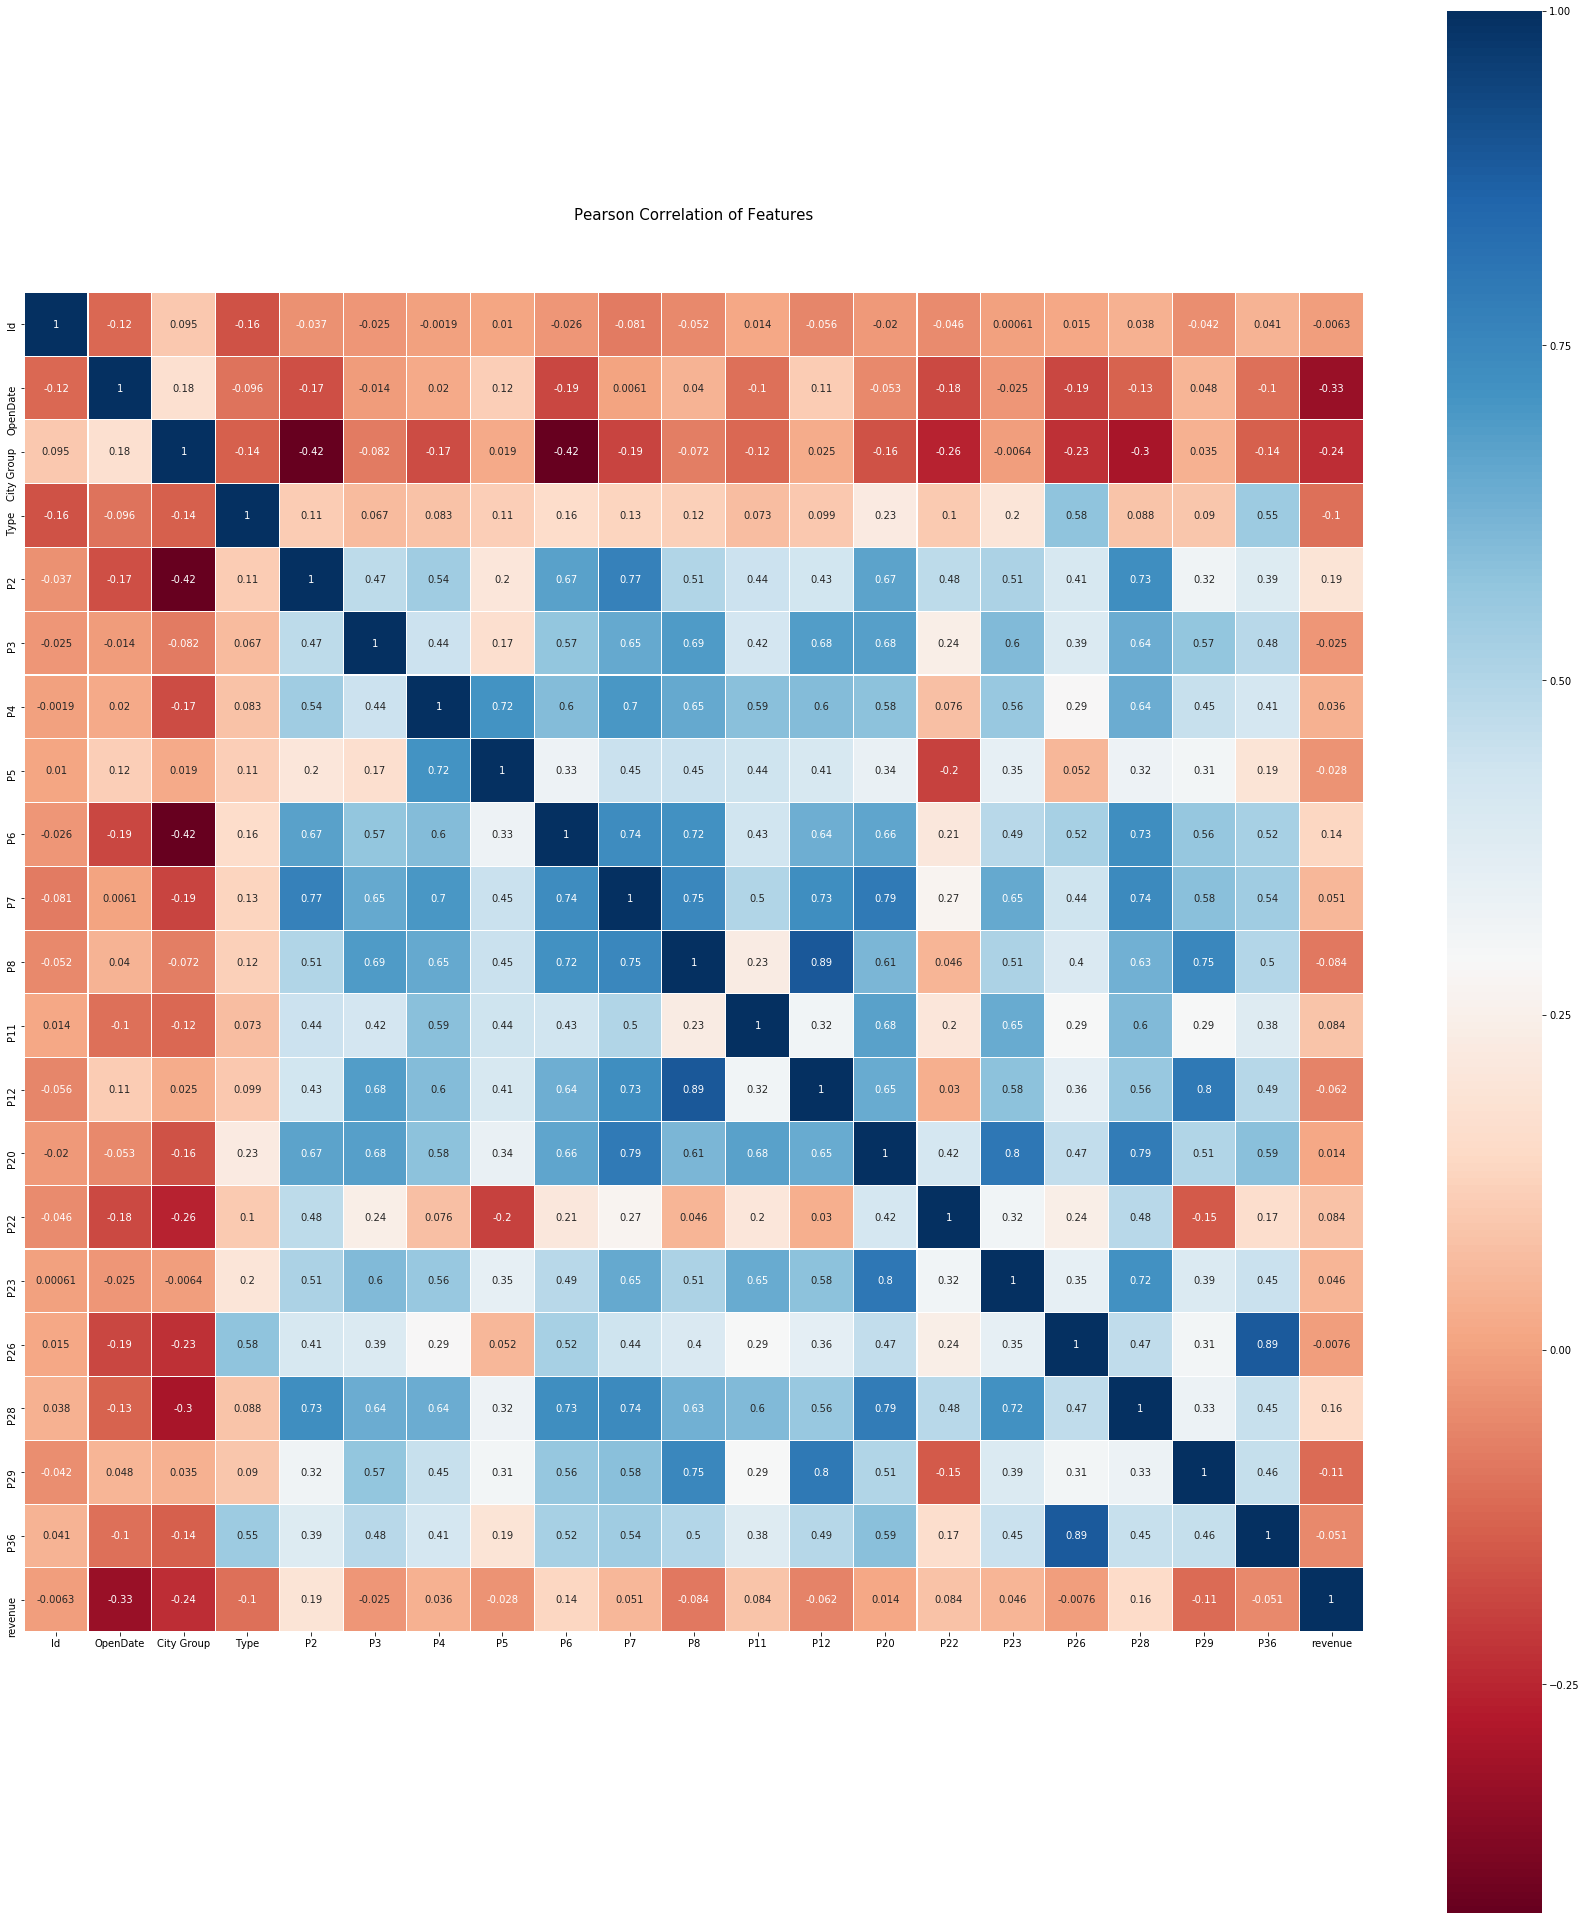 1.00
Pearson Correlation of Features
Id 1 -0.12 0.095 -0.16 -0.037 -0.025 -0.0019 0.01 -0.026 -0.081 -0.052 0.014 -0.056 -0.02 -0.046 0.00061 0.015 0.038 -0.042 0.041 -0.0063
0.75
OpenDate -0.12 1 0.18 -0.096 -0.17 -0.014 0.02 0.12 -0.19 0.0061 0.04 -0.1 0.11 -0.053 -0.18 -0.025 -0.19 -0.13 0.048 -0.1 -0.33
City Group 0.095 0.18 1 -0.14 -0.42 -0.082 -0.17 0.019 -0.42 -0.19 -0.072 -0.12 0.025 -0.16 -0.26 -0.0064 -0.23 -0.3 0.035 -0.14 -0.24
Type -0.16 -0.096 -0.14 1 0.11 0.067 0.083 0.11 0.16 0.13 0.12 0.073 0.099 0.23 0.1 0.2 0.58 0.088 0.09 0.55 -0.1
P2 -0.037 -0.17 -0.42 0.11 1 0.47 0.54 0.2 0.67 0.77 0.51 0.44 0.43 0.67 0.48 0.51 0.41 0.73 0.32 0.39 0.19
P3 -0.025 -0.014 -0.082 0.067 0.47 1 0.44 0.17 0.57 0.65 0.69 0.42 0.68 0.68 0.24 0.6 0.39 0.64 0.57 0.48 -0.025
0.50
P4 -0.0019 0.02 -0.17 0.083 0.54 0.44 1 0.72 0.6 0.7 0.65 0.59 0.6 0.58 0.076 0.56 0.29 0.64 0.45 0.41 0.036
P5 0.01 0.12 0.019 0.11 0.2 0.17 0.72 1 0.33 0.45 0.45 0.44 0.41 0.34 -0.2 0.35 0.052 0.32 0.31 0.19 -0.028
P6 -0.026 -0.19 -0.42 0.16 0.67 0.57 0.6 0.33 1 0.74 0.72 0.43 0.64 0.66 0.21 0.49 0.52 0.73 0.56 0.52 0.14
P7 -0.081 0.0061 -0.19 0.13 0.77 0.65 0.7 0.45 0.74 1 0.75 0.5 0.73 0.79 0.27 0.65 0.44 0.74 0.58 0.54 0.051
P8 -0.052 0.04 -0.072 0.12 0.51 0.69 0.65 0.45 0.72 0.75 1 0.23 0.89 0.61 0.046 0.51 0.4 0.63 0.75 0.5 -0.084
0.25
P11 0.014 -0.1 -0.12 0.073 0.44 0.42 0.59 0.44 0.43 0.5 0.23 1 0.32 0.68 0.2 0.65 0.29 0.6 0.29 0.38 0.084
P12 -0.056 0.11 0.025 0.099 0.43 0.68 0.6 0.41 0.64 0.73 0.89 0.32 1 0.65 0.03 0.58 0.36 0.56 0.8 0.49 -0.062
P20 -0.02 -0.053 -0.16 0.23 0.67 0.68 0.58 0.34 0.66 0.79 0.61 0.68 0.65 1 0.42 0.8 0.47 0.79 0.51 0.59 0.014
P22 -0.046 -0.18 -0.26 0.1 0.48 0.24 0.076 -0.2 0.21 0.27 0.046 0.2 0.03 0.42 1 0.32 0.24 0.48 -0.15 0.17 0.084
P23 0.00061 -0.025 -0.0064 0.2 0.51 0.6 0.56 0.35 0.49 0.65 0.51 0.65 0.58 0.8 0.32 1 0.35 0.72 0.39 0.45 0.046
P26 0.015 -0.19 -0.23 0.58 0.41 0.39 0.29 0.052 0.52 0.44 0.4 0.29 0.36 0.47 0.24 0.35 1 0.47 0.31 0.89 -0.0076
0.00
P28 0.038 -0.13 -0.3 0.088 0.73 0.64 0.64 0.32 0.73 0.74 0.63 0.6 0.56 0.79 0.48 0.72 0.47 1 0.33 0.45 0.16
P29 -0.042 0.048 0.035 0.09 0.32 0.57 0.45 0.31 0.56 0.58 0.75 0.29 0.8 0.51 -0.15 0.39 0.31 0.33 1 0.46 -0.11
P36 0.041 -0.1 -0.14 0.55 0.39 0.48 0.41 0.19 0.52 0.54 0.5 0.38 0.49 0.59 0.17 0.45 0.89 0.45 0.46 1 -0.051
revenue -0.0063 -0.33 -0.24 -0.1 0.19 -0.025 0.036 -0.028 0.14 0.051 -0.084 0.084 -0.062 0.014 0.084 0.046 -0.0076 0.16 -0.11 -0.051 1
Id OpenDate City Group Type P2 P3 P4 P5 P6 P7 P8 P11 P12 P20 P22 P23 P26 P28 P29 P36 revenue
−0.25